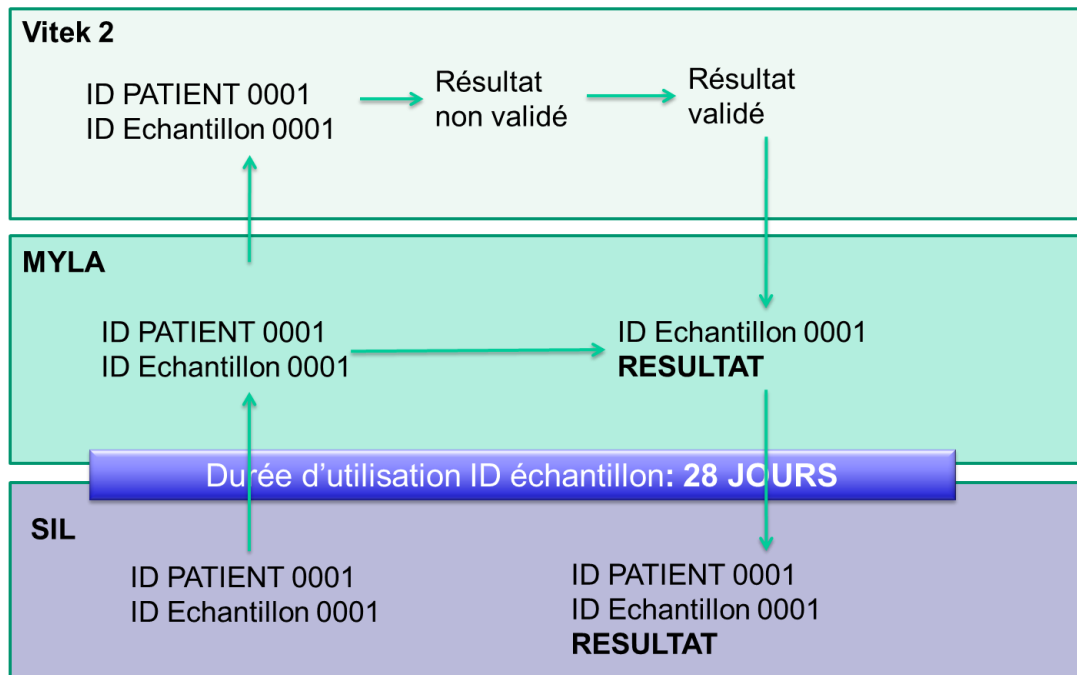 Vitek 2
ID PATIENT 0001
ID Echantillon 0001
Résultat
non validé
Résultat
validé
MYLA
ID PATIENT 0001
ID Echantillon 0001
ID Echantillon 0001
RESULTAT
Durée d'utilisation ID échantillon: 28 JOURS
SIL
ID PATIENT 0001
ID Echantillon 0001
ID PATIENT 0001
ID Echantillon 0001
RESULTAT